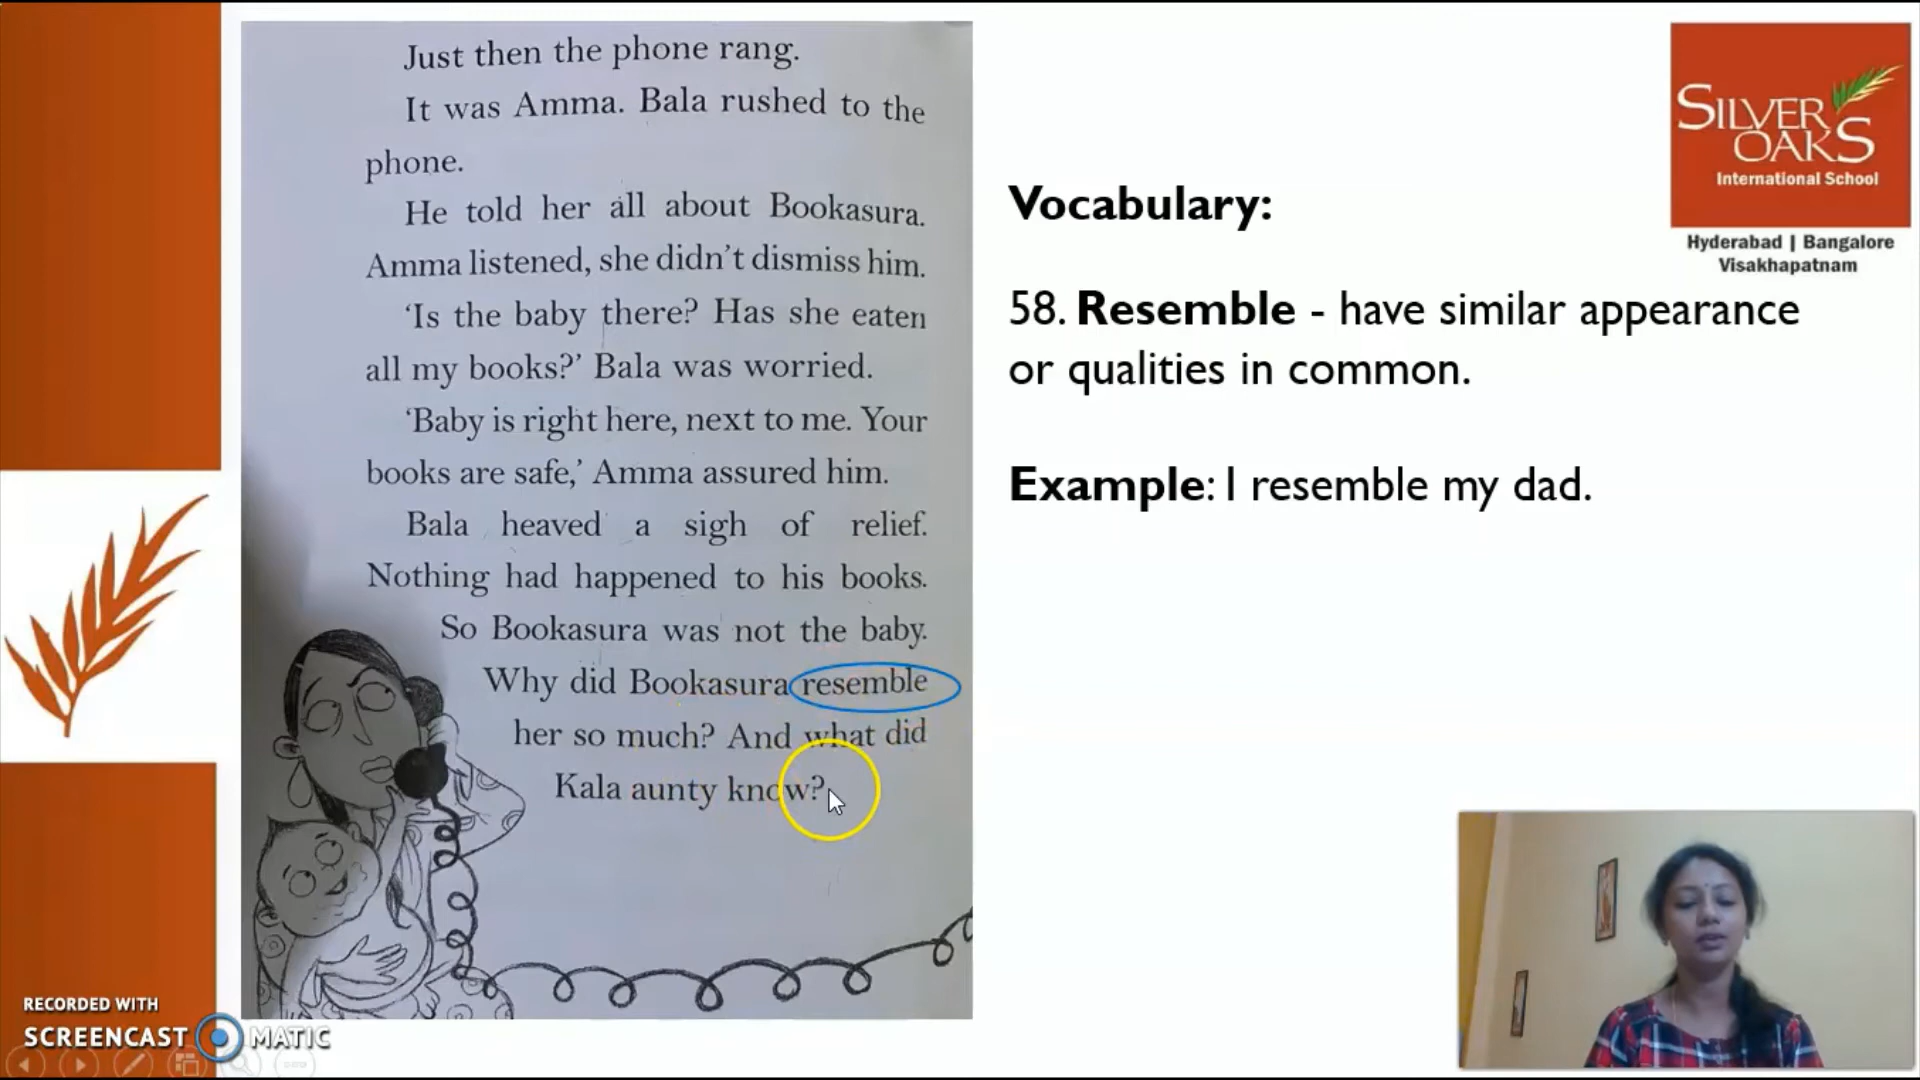 Just then the phone rang.
It was Amma. Bala rushed to the
phone.
He told her all about Bookasura.
Amma listened, she didn't dismiss him.
'Is the baby there? Has she eaten
all my books?' Bala was worried.
'Baby is right here, next to me. Your
books are safe,' Amma assured him.
Bala heaved a sigh of relief.
Nothing had happened to his books.
So Bookasura was not the baby.
Why did Bookasura resemble
her so much? And what did
Kala aunty know?
Vocabulary:
58. Resemble - have similar appearance
or qualities in common.
Example: I resemble my dad.
SILVER
OAKS
International School
Hyderabad | Bangalore
Visakhapatnam
RECORDED WITH
SCREENCAST MATIC